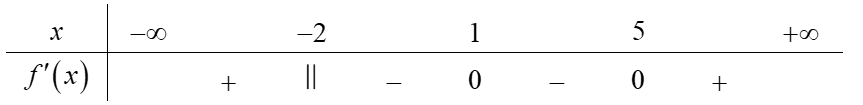 x –∞ –2 1 5 +∞
f′(x) + || – 0 – 0 +